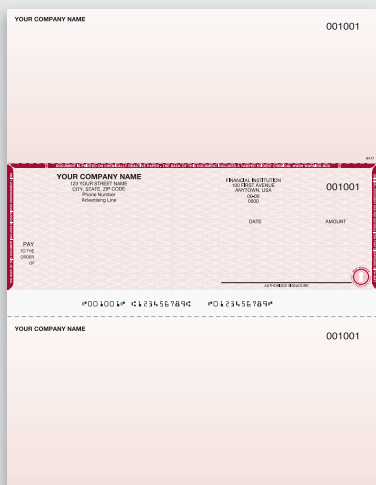 YOUR COMPANY NAME
001001
YOUR COMPANY NAME
123 YOUR STREET NAME
CITY, STATE, ZIP CODE
Phone Number
Advertising Line
FINANCIAL INSTITUTION
100 FIRST AVENUE
ANYTOWN, USA
00-00
0000
001001
DATE AMOUNT
PAY
TO THE
ORDER
OF
AUTHORIZED SIGNATURE
⑈001001⑈ ⑆123456789⑆ ⑈0123456789⑈
YOUR COMPANY NAME
001001